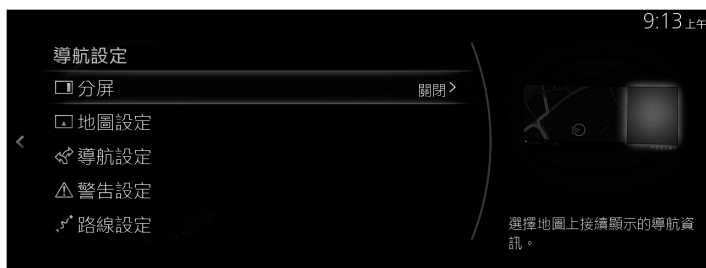 9:13 上午
導航設定
分屏 關閉
地圖設定
導航設定
警告設定
路線設定
選擇地圖上接續顯示的導航資
訊。